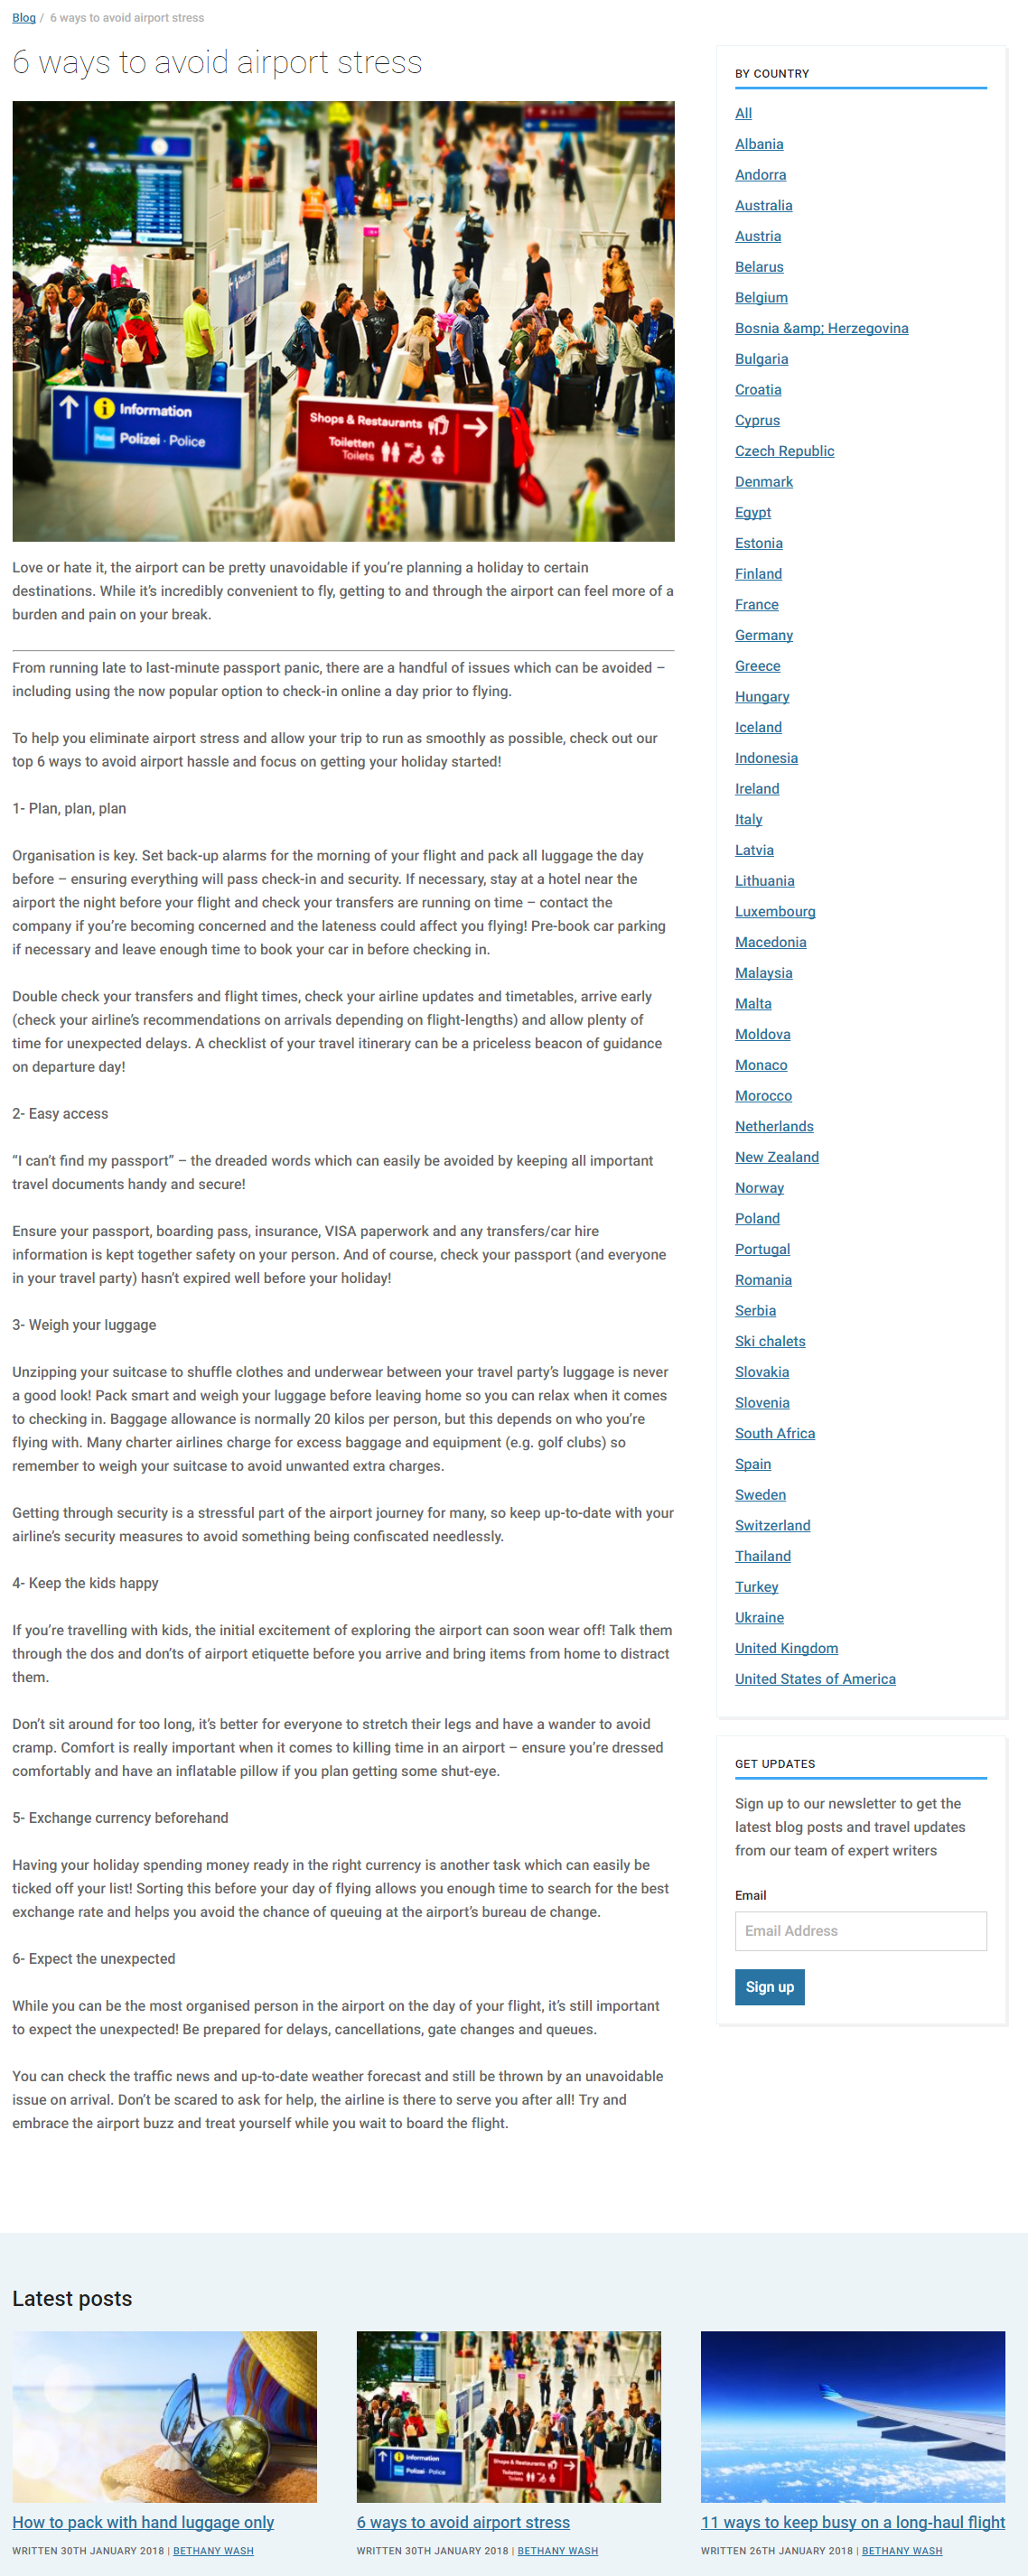 Blog / 6 ways to avoid airport stress
6 ways to avoid airport stress
Information
Polizei · Police
Shops & Restaurants
Toiletten
Toilets
Love or hate it, the airport can be pretty unavoidable if you’re planning a holiday to certain
destinations. While it’s incredibly convenient to fly, getting to and through the airport can feel more of a
burden and pain on your break.
From running late to last-minute passport panic, there are a handful of issues which can be avoided –
including using the now popular option to check-in online a day prior to flying.
To help you eliminate airport stress and allow your trip to run as smoothly as possible, check out our
top 6 ways to avoid airport hassle and focus on getting your holiday started!
1- Plan, plan, plan
Organisation is key. Set back-up alarms for the morning of your flight and pack all luggage the day
before – ensuring everything will pass check-in and security. If necessary, stay at a hotel near the
airport the night before your flight and check your transfers are running on time – contact the
company if you’re becoming concerned and the lateness could affect you flying! Pre-book car parking
if necessary and leave enough time to book your car in before checking in.
Double check your transfers and flight times, check your airline updates and timetables, arrive early
(check your airline’s recommendations on arrivals depending on flight-lengths) and allow plenty of
time for unexpected delays. A checklist of your travel itinerary can be a priceless beacon of guidance
on departure day!
2- Easy access
“I can’t find my passport” – the dreaded words which can easily be avoided by keeping all important
travel documents handy and secure!
Ensure your passport, boarding pass, insurance, VISA paperwork and any transfers/car hire
information is kept together safety on your person. And of course, check your passport (and everyone
in your travel party) hasn’t expired well before your holiday!
3- Weigh your luggage
Unzipping your suitcase to shuffle clothes and underwear between your travel party’s luggage is never
a good look! Pack smart and weigh your luggage before leaving home so you can relax when it comes
to checking in. Baggage allowance is normally 20 kilos per person, but this depends on who you’re
flying with. Many charter airlines charge for excess baggage and equipment (e.g. golf clubs) so
remember to weigh your suitcase to avoid unwanted extra charges.
Getting through security is a stressful part of the airport journey for many, so keep up-to-date with your
airline’s security measures to avoid something being confiscated needlessly.
4- Keep the kids happy
If you’re travelling with kids, the initial excitement of exploring the airport can soon wear off! Talk them
through the dos and don’ts of airport etiquette before you arrive and bring items from home to distract
them.
Don’t sit around for too long, it’s better for everyone to stretch their legs and have a wander to avoid
cramp. Comfort is really important when it comes to killing time in an airport – ensure you’re dressed
comfortably and have an inflatable pillow if you plan getting some shut-eye.
5- Exchange currency beforehand
Having your holiday spending money ready in the right currency is another task which can easily be
ticked off your list! Sorting this before your day of flying allows you enough time to search for the best
exchange rate and helps you avoid the chance of queuing at the airport’s bureau de change.
6- Expect the unexpected
While you can be the most organised person in the airport on the day of your flight, it’s still important
to expect the unexpected! Be prepared for delays, cancellations, gate changes and queues.
You can check the traffic news and up-to-date weather forecast and still be thrown by an unavoidable
issue on arrival. Don’t be scared to ask for help, the airline is there to serve you after all! Try and
embrace the airport buzz and treat yourself while you wait to board the flight.
BY COUNTRY
All
Albania
Andorra
Australia
Austria
Belarus
Belgium
Bosnia &amp; Herzegovina
Bulgaria
Croatia
Cyprus
Czech Republic
Denmark
Egypt
Estonia
Finland
France
Germany
Greece
Hungary
Iceland
Indonesia
Ireland
Italy
Latvia
Lithuania
Luxembourg
Macedonia
Malaysia
Malta
Moldova
Monaco
Morocco
Netherlands
New Zealand
Norway
Poland
Portugal
Romania
Serbia
Ski chalets
Slovakia
Slovenia
South Africa
Spain
Sweden
Switzerland
Thailand
Turkey
Ukraine
United Kingdom
United States of America
GET UPDATES
Sign up to our newsletter to get the
latest blog posts and travel updates
from our team of expert writers
Email
Email Address
Sign up
Latest posts
Information
Polizei · Police
Shops & Restaurants
Toiletten
Toilets
How to pack with hand luggage only
WRITTEN 30TH JANUARY 2018 | BETHANY WASH
6 ways to avoid airport stress
WRITTEN 30TH JANUARY 2018 | BETHANY WASH
11 ways to keep busy on a long-haul flight
WRITTEN 26TH JANUARY 2018 | BETHANY WASH